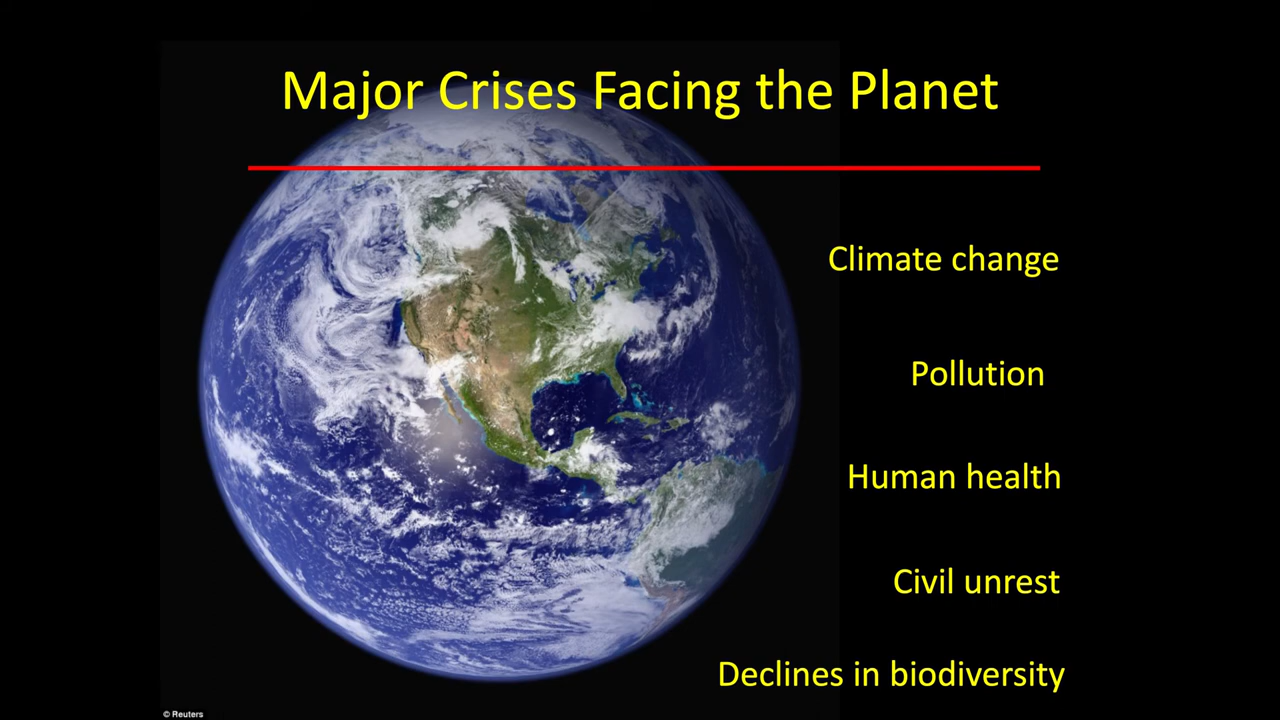 Major Crises Facing the Planet
Climate change
Pollution
Human health
Civil unrest
Declines in biodiversity
© Reuters